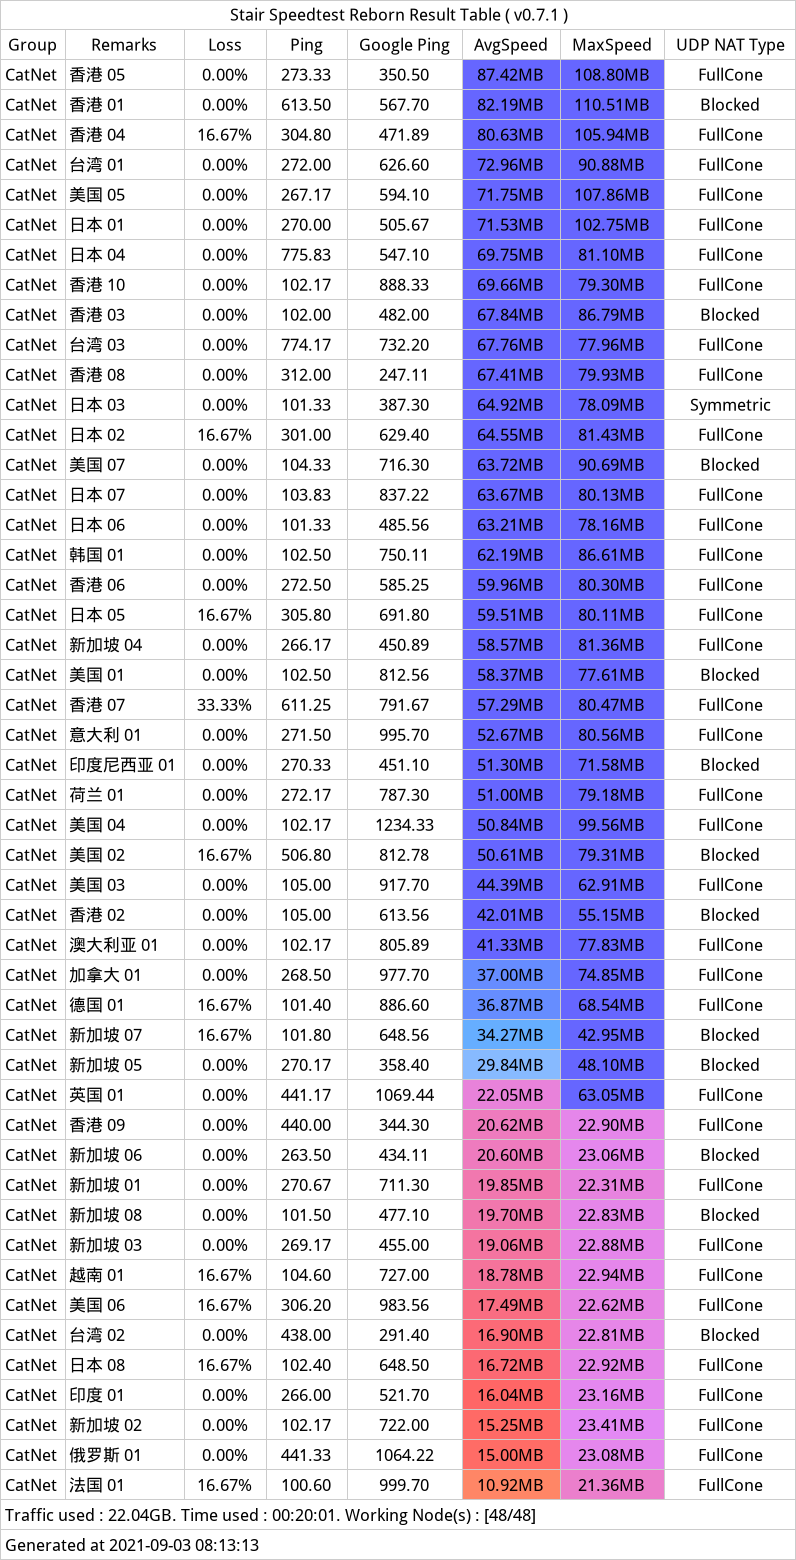 Stair Speedtest Reborn Result Table ( v0.7.1 )
Group Remarks Loss Ping Google Ping AvgSpeed MaxSpeed UDP NAT Type
CatNet 香港 05 0.00% 273.33 350.50 87.42MB 108.80MB FullCone
CatNet 香港 01 0.00% 613.50 567.70 82.19MB 110.51MB Blocked
CatNet 香港 04 16.67% 304.80 471.89 80.63MB 105.94MB FullCone
CatNet 台湾 01 0.00% 272.00 626.60 72.96MB 90.88MB FullCone
CatNet 美国 05 0.00% 267.17 594.10 71.75MB 107.86MB FullCone
CatNet 日本 01 0.00% 270.00 505.67 71.53MB 102.75MB FullCone
CatNet 日本 04 0.00% 775.83 547.10 69.75MB 81.10MB FullCone
CatNet 香港 10 0.00% 102.17 888.33 69.66MB 79.30MB FullCone
CatNet 香港 03 0.00% 102.00 482.00 67.84MB 86.79MB Blocked
CatNet 台湾 03 0.00% 774.17 732.20 67.76MB 77.96MB FullCone
CatNet 香港 08 0.00% 312.00 247.11 67.41MB 79.93MB FullCone
CatNet 日本 03 0.00% 101.33 387.30 64.92MB 78.09MB Symmetric
CatNet 日本 02 16.67% 301.00 629.40 64.55MB 81.43MB FullCone
CatNet 美国 07 0.00% 104.33 716.30 63.72MB 90.69MB Blocked
CatNet 日本 07 0.00% 103.83 837.22 63.67MB 80.13MB FullCone
CatNet 日本 06 0.00% 101.33 485.56 63.21MB 78.16MB FullCone
CatNet 韩国 01 0.00% 102.50 750.11 62.19MB 86.61MB FullCone
CatNet 香港 06 0.00% 272.50 585.25 59.96MB 80.30MB FullCone
CatNet 日本 05 16.67% 305.80 691.80 59.51MB 80.11MB FullCone
CatNet 新加坡 04 0.00% 266.17 450.89 58.57MB 81.36MB FullCone
CatNet 美国 01 0.00% 102.50 812.56 58.37MB 77.61MB Blocked
CatNet 香港 07 33.33% 611.25 791.67 57.29MB 80.47MB FullCone
CatNet 意大利 01 0.00% 271.50 995.70 52.67MB 80.56MB FullCone
CatNet 印度尼西亚 01 0.00% 270.33 451.10 51.30MB 71.58MB Blocked
CatNet 荷兰 01 0.00% 272.17 787.30 51.00MB 79.18MB FullCone
CatNet 美国 04 0.00% 102.17 1234.33 50.84MB 99.56MB FullCone
CatNet 美国 02 16.67% 506.80 812.78 50.61MB 79.31MB Blocked
CatNet 美国 03 0.00% 105.00 917.70 44.39MB 62.91MB FullCone
CatNet 香港 02 0.00% 105.00 613.56 42.01MB 55.15MB Blocked
CatNet 澳大利亚 01 0.00% 102.17 805.89 41.33MB 77.83MB FullCone
CatNet 加拿大 01 0.00% 268.50 977.70 37.00MB 74.85MB FullCone
CatNet 德国 01 16.67% 101.40 886.60 36.87MB 68.54MB FullCone
CatNet 新加坡 07 16.67% 101.80 648.56 34.27MB 42.95MB Blocked
CatNet 新加坡 05 0.00% 270.17 358.40 29.84MB 48.10MB Blocked
CatNet 英国 01 0.00% 441.17 1069.44 22.05MB 63.05MB FullCone
CatNet 香港 09 0.00% 440.00 344.30 20.62MB 22.90MB FullCone
CatNet 新加坡 06 0.00% 263.50 434.11 20.60MB 23.06MB Blocked
CatNet 新加坡 01 0.00% 270.67 711.30 19.85MB 22.31MB FullCone
CatNet 新加坡 08 0.00% 101.50 477.10 19.70MB 22.83MB Blocked
CatNet 新加坡 03 0.00% 269.17 455.00 19.06MB 22.88MB FullCone
CatNet 越南 01 16.67% 104.60 727.00 18.78MB 22.94MB FullCone
CatNet 美国 06 16.67% 306.20 983.56 17.49MB 22.62MB FullCone
CatNet 台湾 02 0.00% 438.00 291.40 16.90MB 22.81MB Blocked
CatNet 日本 08 16.67% 102.40 648.50 16.72MB 22.92MB FullCone
CatNet 印度 01 0.00% 266.00 521.70 16.04MB 23.16MB FullCone
CatNet 新加坡 02 0.00% 102.17 722.00 15.25MB 23.41MB FullCone
CatNet 俄罗斯 01 0.00% 441.33 1064.22 15.00MB 23.08MB FullCone
CatNet 法国 01 16.67% 100.60 999.70 10.92MB 21.36MB FullCone
Traffic used : 22.04GB. Time used : 00:20:01. Working Node(s) : [48/48]
Generated at 2021-09-03 08:13:13